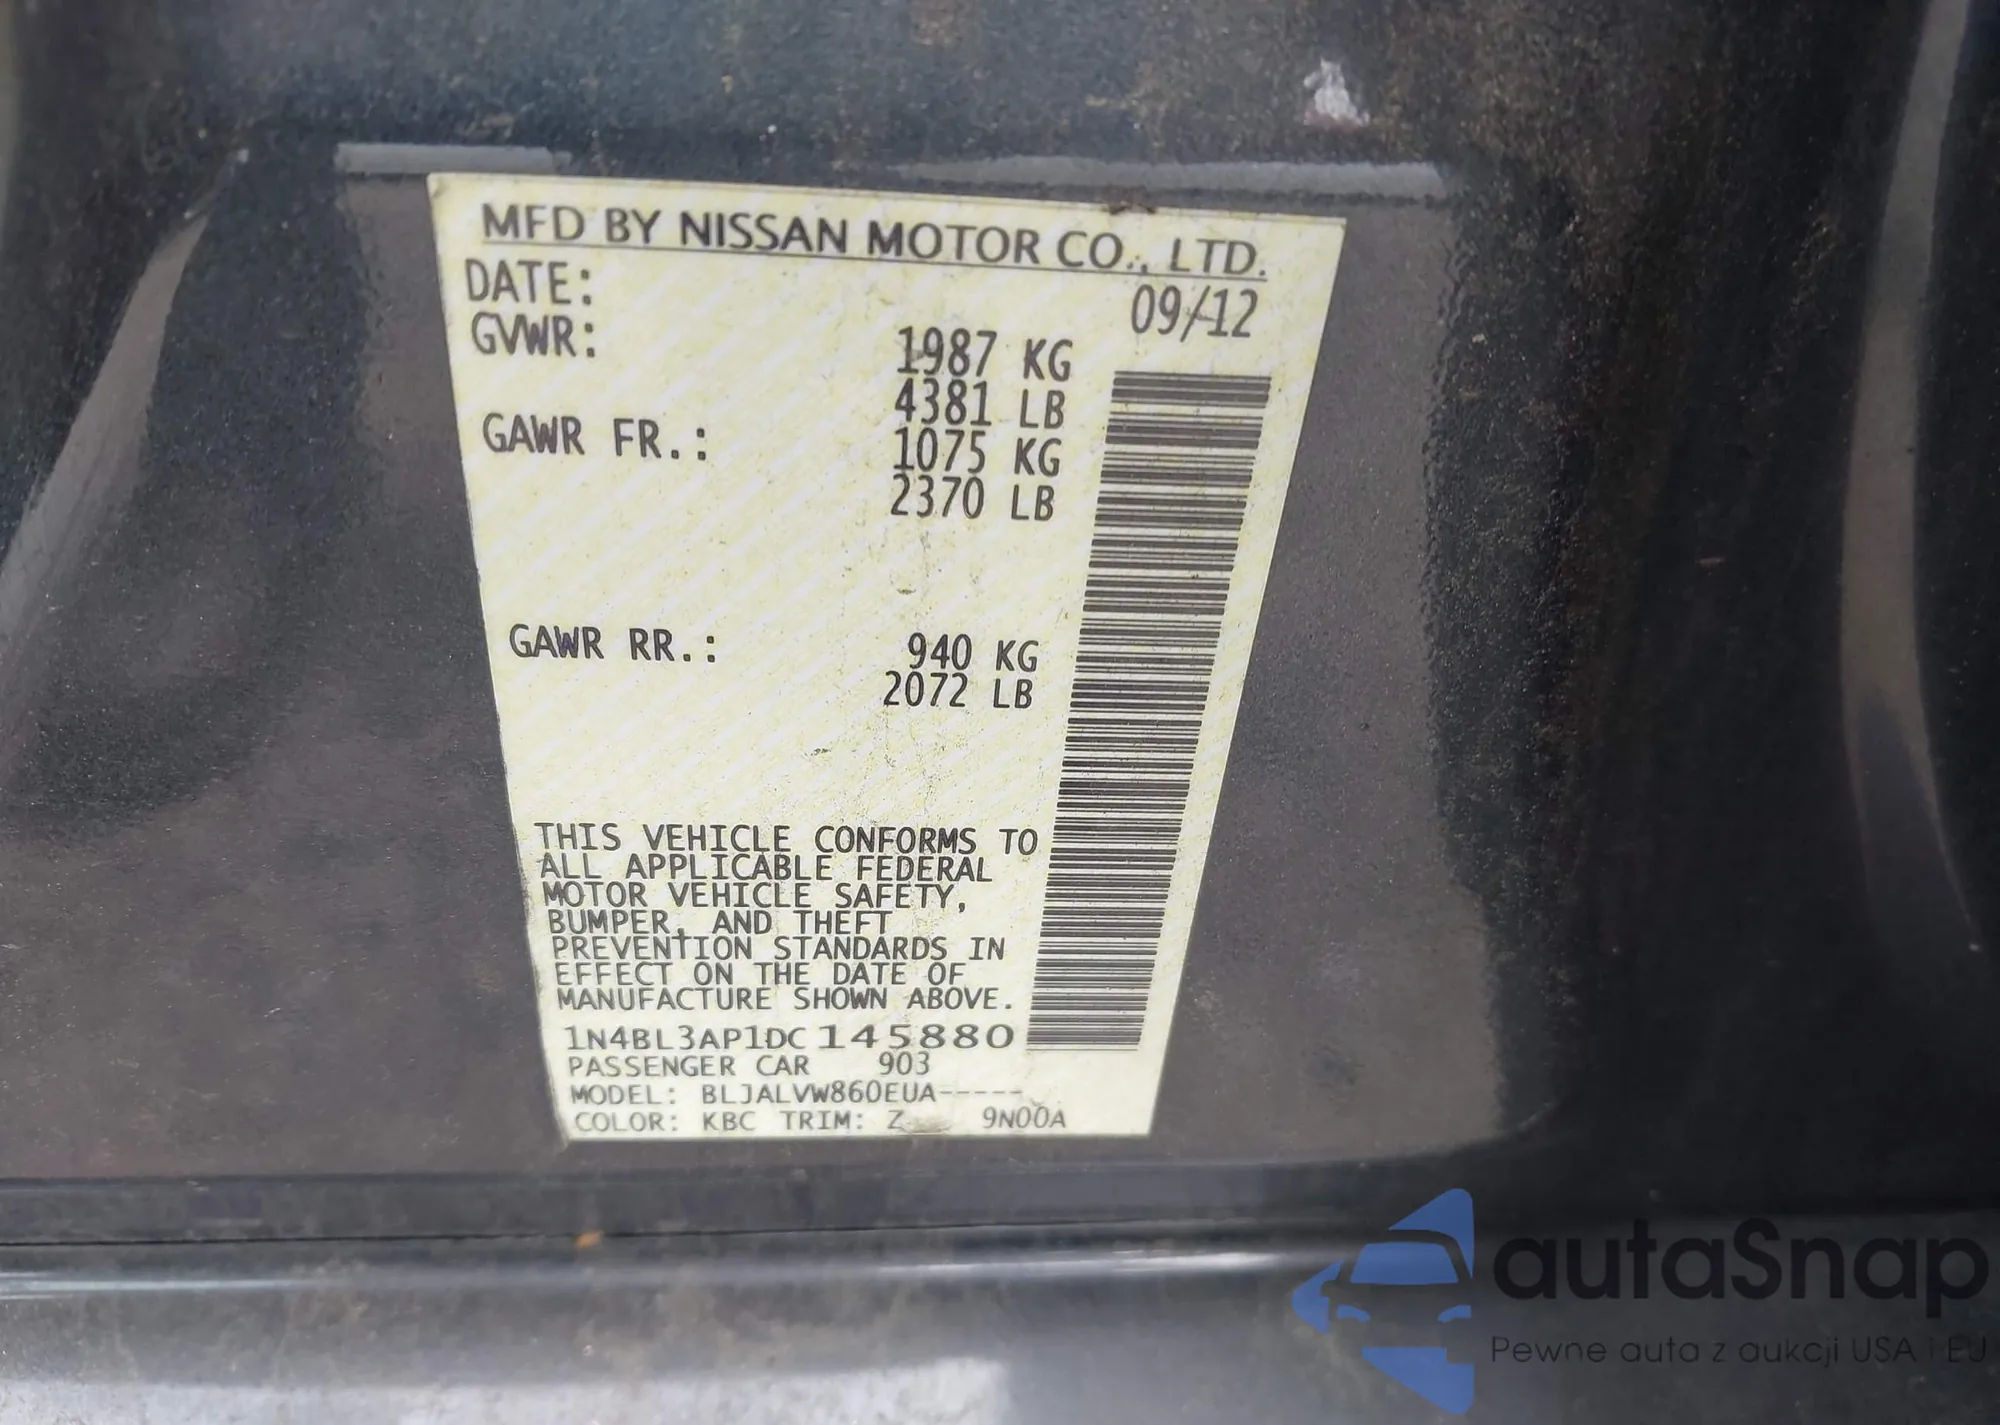 MFD BY NISSAN MOTOR CO., LTD.
DATE: 09/12
GVWR: 1987 KG
4381 LB
GAWR FR.: 1075 KG
2370 LB
GAWR RR.: 940 KG
2072 LB
THIS VEHICLE CONFORMS TO
ALL APPLICABLE FEDERAL
MOTOR VEHICLE SAFETY,
BUMPER, AND THEFT
PREVENTION STANDARDS IN
EFFECT ON THE DATE OF
MANUFACTURE SHOWN ABOVE.
1N4BL3AP1DC145880
PASSENGER CAR 903
MODEL: BLJALVW860EUA-----
COLOR: KBC TRIM: Z 9N00A
autaSnap
Pewne auta z aukcji USA i EU